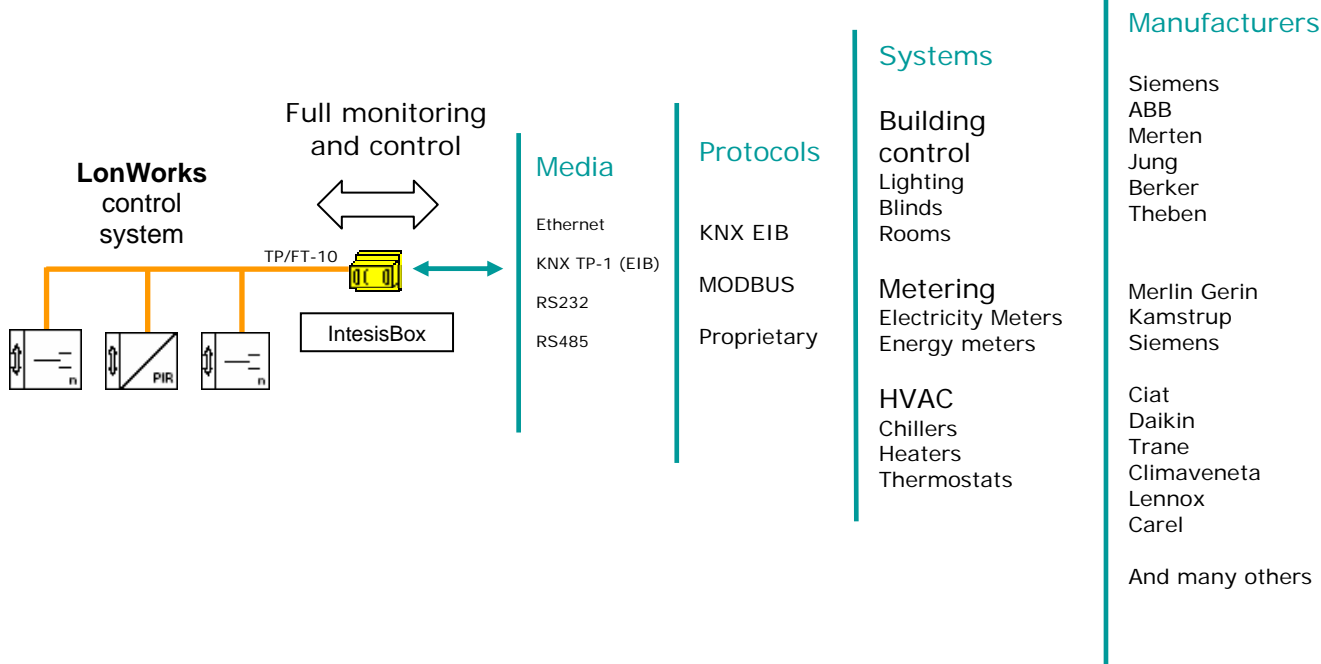 LonWorks
control
system
Full monitoring
and control
TP/FT-10
IntesisBox
n
PIR
n
Media
Ethernet
KNX TP-1 (EIB)
RS232
RS485
Protocols
KNX EIB
MODBUS
Proprietary
Systems
Building
control
Lighting
Blinds
Rooms
Metering
Electricity Meters
Energy meters
HVAC
Chillers
Heaters
Thermostats
Manufacturers
Siemens
ABB
Merten
Jung
Berker
Theben
Merlin Gerin
Kamstrup
Siemens
Ciat
Daikin
Trane
Climaveneta
Lennox
Carel
And many others